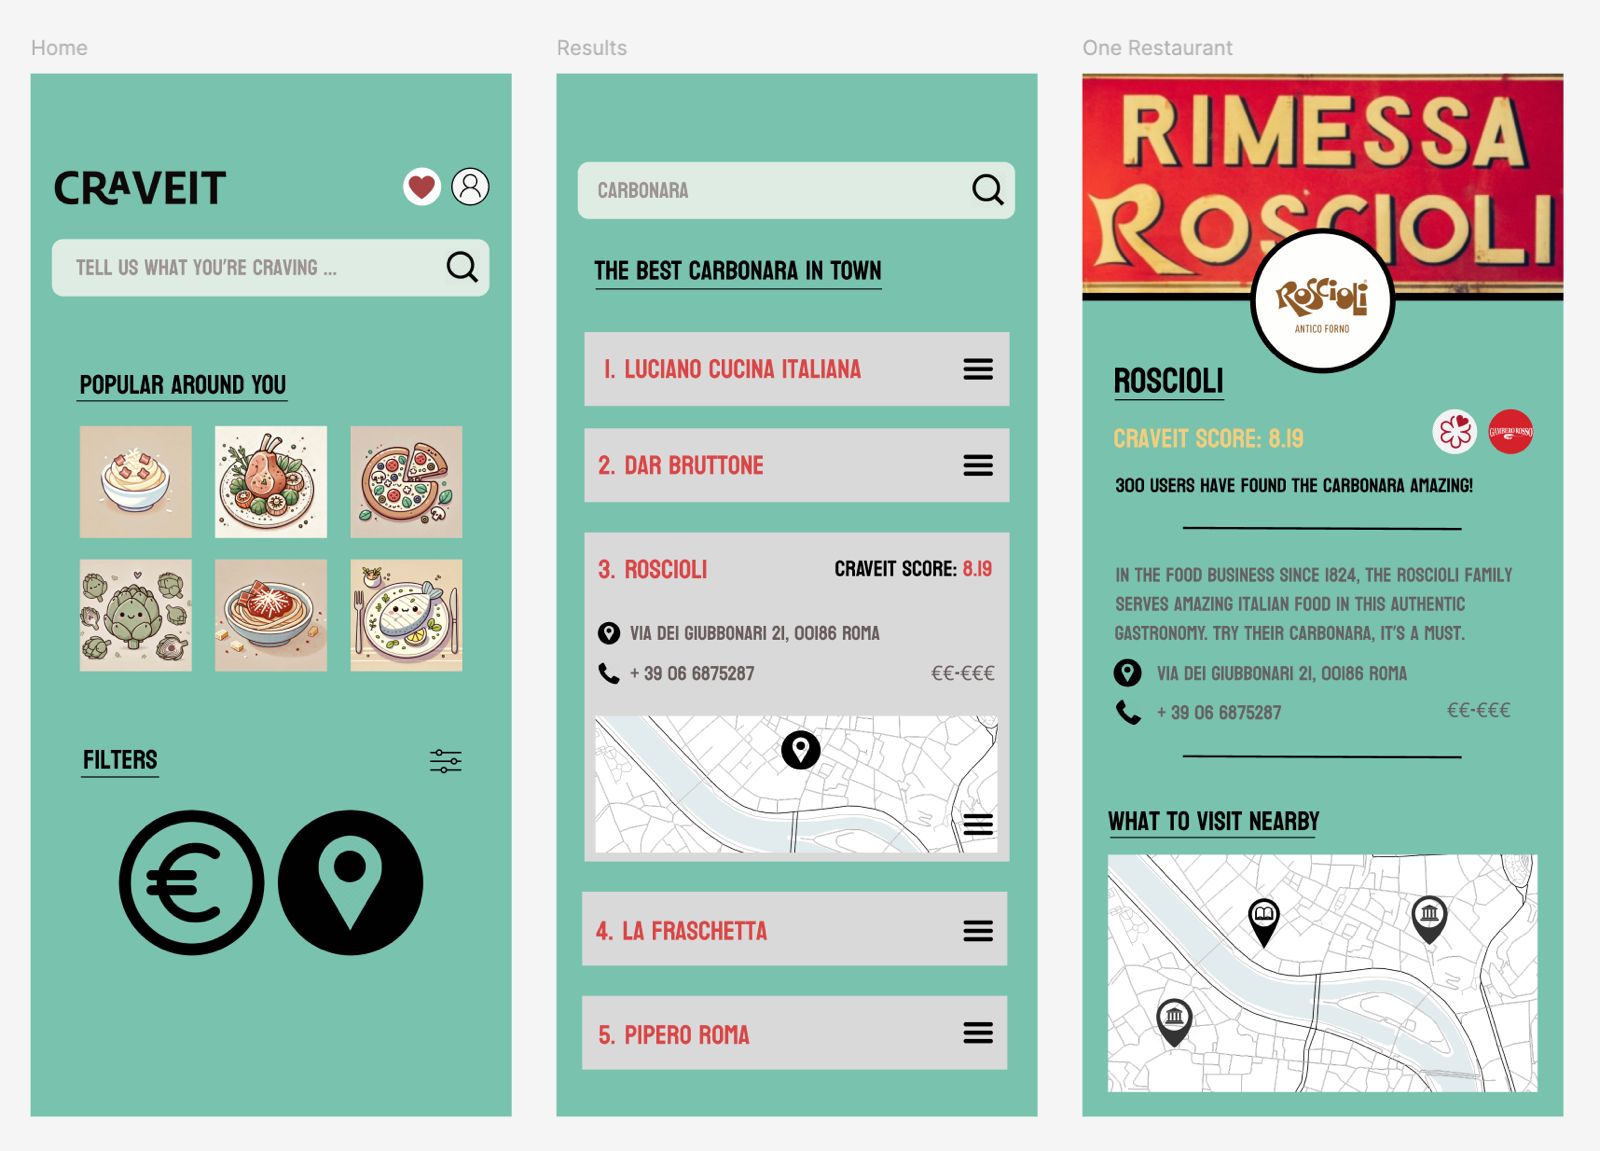 Home
CRAVEIT
TELL US WHAT YOU'RE CRAVING ...
POPULAR AROUND YOU
FILTERS
€
Results
CARBONARA
THE BEST CARBONARA IN TOWN
1. LUCIANO CUCINA ITALIANA
2. DAR BRUTTONE
3. ROSCIOLI
CRAVEIT SCORE: 8.19
VIA DEI GIUBBONARI 21, 00186 ROMA
+ 39 06 6875287
€€-€€€
4. LA FRASCHETTA
5. PIPERO ROMA
One Restaurant
RIMESSA
ROSCIOLI
ROSCIOLI
ANTICO FORNO
ROSCIOLI
CRAVEIT SCORE: 8.19
GAMBERO ROSSO
300 USERS HAVE FOUND THE CARBONARA AMAZING!
IN THE FOOD BUSINESS SINCE 1824, THE ROSCIOLI FAMILY
SERVES AMAZING ITALIAN FOOD IN THIS AUTHENTIC
GASTRONOMY. TRY THEIR CARBONARA, IT'S A MUST.
VIA DEI GIUBBONARI 21, 00186 ROMA
+ 39 06 6875287
€€-€€€
WHAT TO VISIT NEARBY